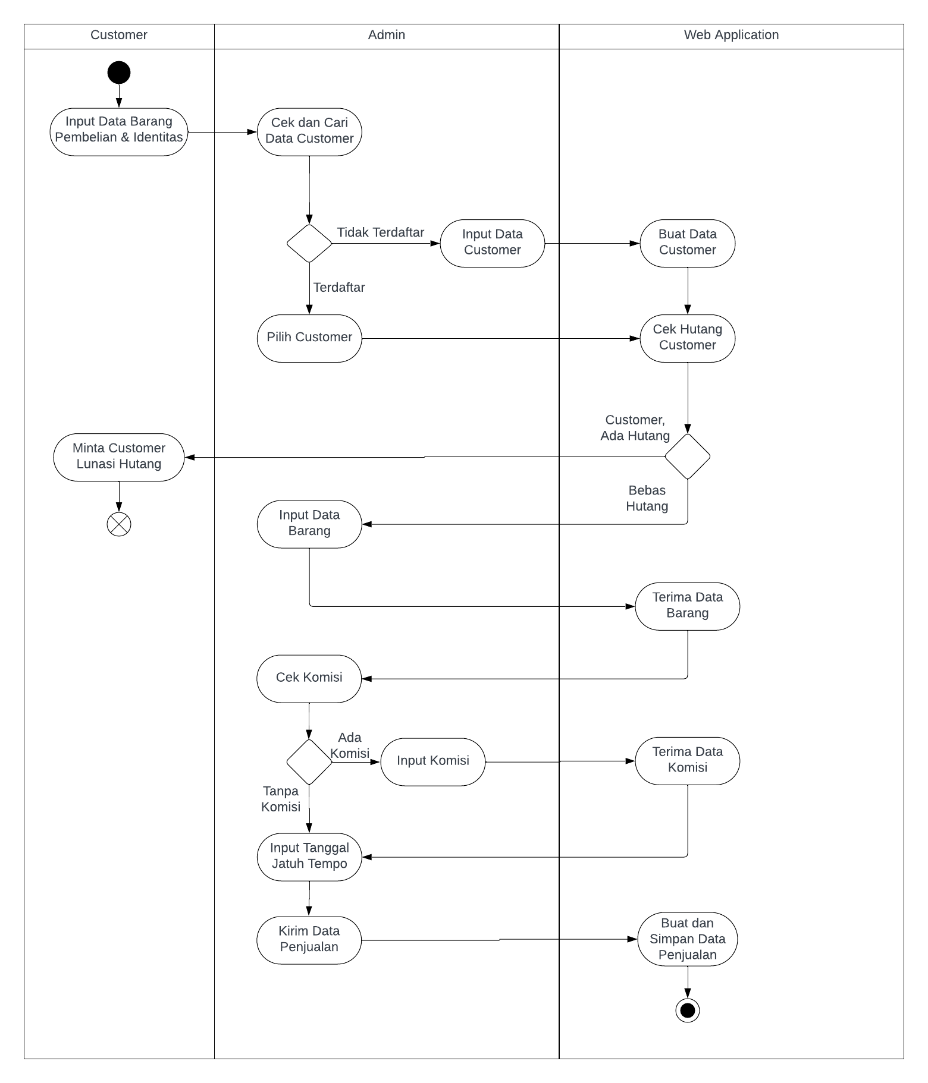 Customer
Admin
Web Application
Input Data Barang
Pembelian & Identitas
Cek dan Cari
Data Customer
Tidak Terdaftar
Input Data
Customer
Buat Data
Customer
Terdaftar
Pilih Customer
Cek Hutang
Customer
Customer,
Ada Hutang
Minta Customer
Lunasi Hutang
Bebas
Hutang
Input Data
Barang
Terima Data
Barang
Cek Komisi
Ada
Komisi
Input Komisi
Terima Data
Komisi
Tanpa
Komisi
Input Tanggal
Jatuh Tempo
Kirim Data
Penjualan
Buat dan
Simpan Data
Penjualan